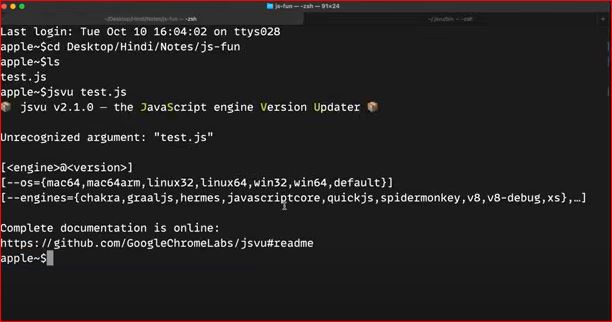 js-fun — -zsh — 91×24
~/Desktop/Hindi/Notes/js-fun — -zsh
~/.jsvu/bin — -zsh
Last login: Tue Oct 10 16:04:02 on ttys028
apple~$cd Desktop/Hindi/Notes/js-fun
apple~$ls
test.js
apple~$jsvu test.js
📦 jsvu v2.1.0 — the JavaScript engine Version Updater 📦
Unrecognized argument: "test.js"
[<engine>@<version>]
[--os={mac64,mac64arm,linux32,linux64,win32,win64,default}]
[--engines={chakra,graaljs,hermes,javascriptcore,quickjs,spidermonkey,v8,v8-debug,xs},…]
Complete documentation is online:
https://github.com/GoogleChromeLabs/jsvu#readme
apple~$